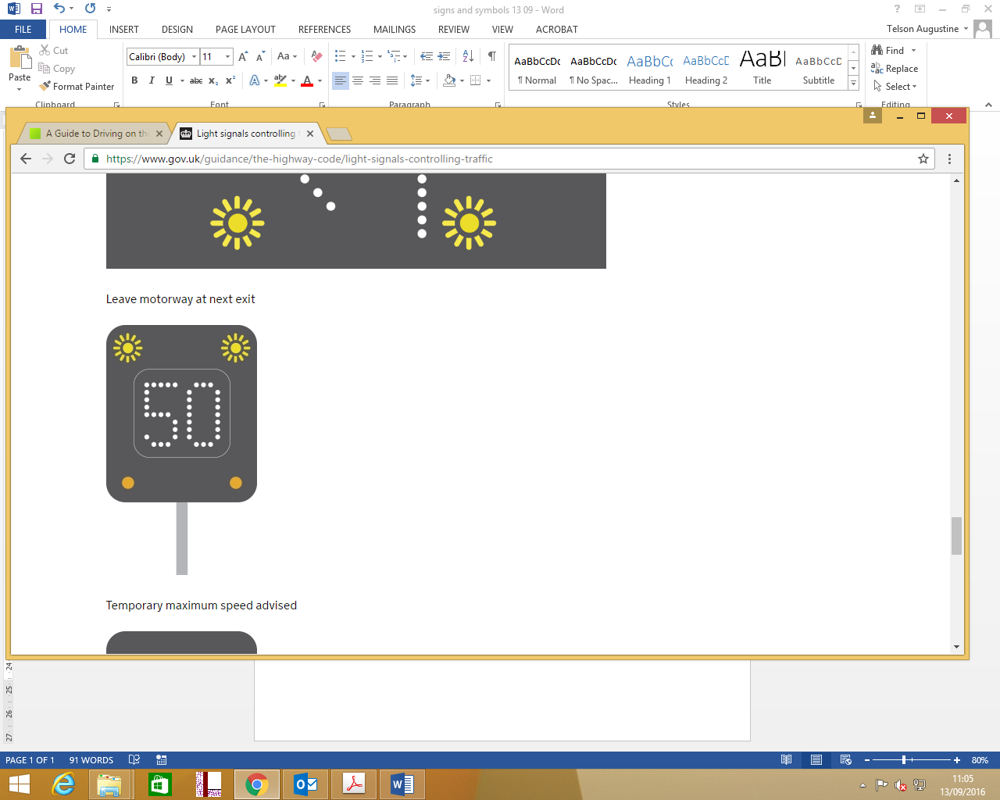 signs and symbols 13 09 - Word
FILE HOME INSERT DESIGN PAGE LAYOUT REFERENCES MAILINGS REVIEW VIEW ACROBAT Telson Augustine
Paste
Cut
Copy
Format Painter
Clipboard
Calibri (Body) 11
Font
Paragraph
AaBbCcDc AaBbCcDc AaBbCc AaBbCcD AaB AaBbCcD
¶ Normal ¶ No Spac... Heading 1 Heading 2 Title Subtitle
Styles
Find
Replace
Select
Editing
A Guide to Driving on the
Light signals controlling t
https://www.gov.uk/guidance/the-highway-code/light-signals-controlling-traffic
Leave motorway at next exit
50
Temporary maximum speed advised
24
25
26
27
PAGE 1 OF 1 91 WORDS 80%
11:05
13/09/2016